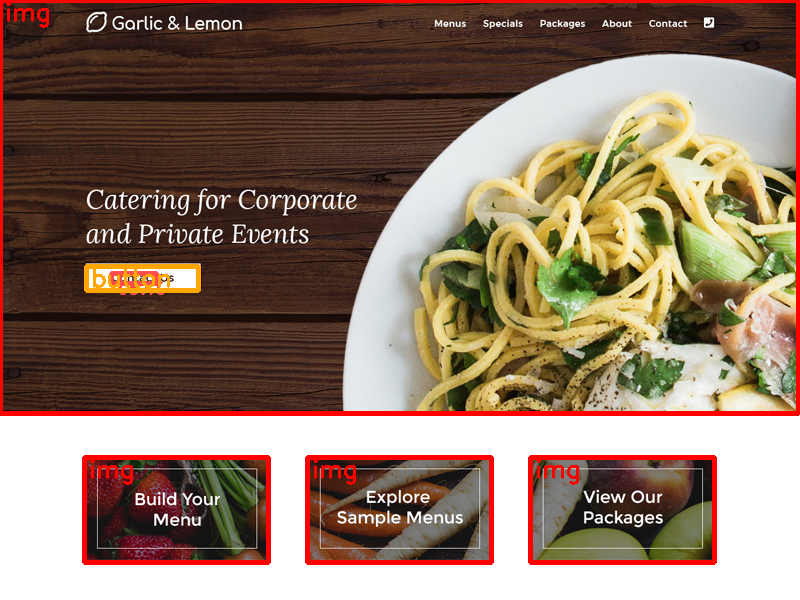 img
Garlic & Lemon
Menus Specials Packages About Contact
Catering for Corporate
and Private Events
button
img
Build Your
Menu
img
Explore
Sample Menus
img
View Our
Packages